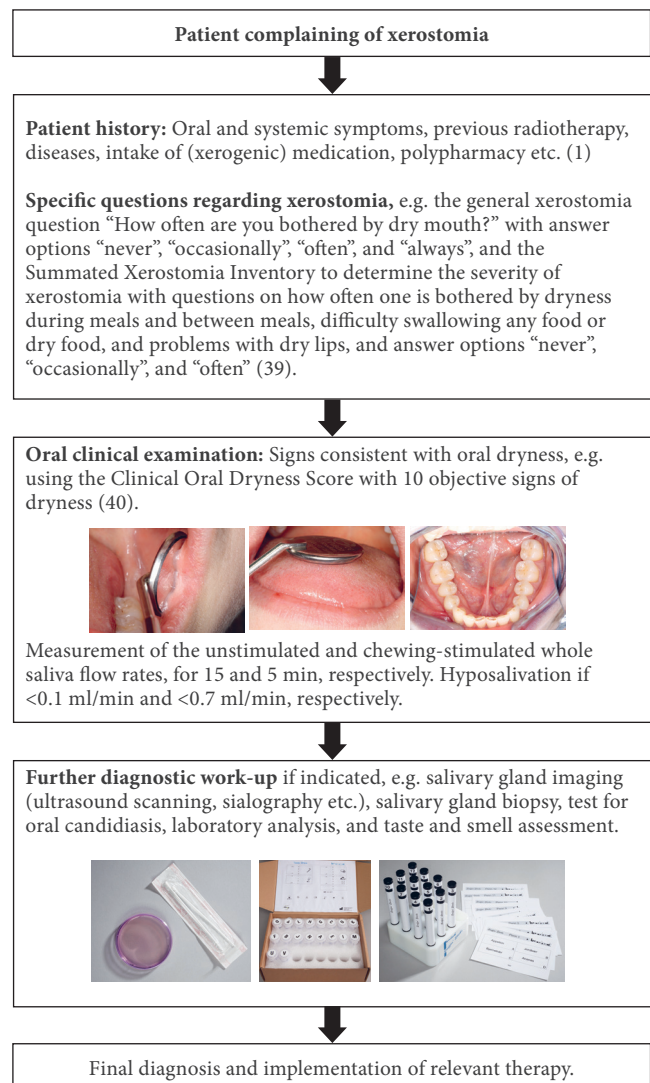 Patient complaining of xerostomia
Patient history: Oral and systemic symptoms, previous radiotherapy,
diseases, intake of (xerogenic) medication, polypharmacy etc. (1)
Specific questions regarding xerostomia, e.g. the general xerostomia
question “How often are you bothered by dry mouth?” with answer
options “never”, “occasionally”, “often”, and “always”, and the
Summated Xerostomia Inventory to determine the severity of
xerostomia with questions on how often one is bothered by dryness
during meals and between meals, difficulty swallowing any food or
dry food, and problems with dry lips, and answer options “never”,
“occasionally”, and “often” (39).
Oral clinical examination: Signs consistent with oral dryness, e.g.
using the Clinical Oral Dryness Score with 10 objective signs of
dryness (40).
Measurement of the unstimulated and chewing-stimulated whole
saliva flow rates, for 15 and 5 min, respectively. Hyposalivation if
<0.1 ml/min and <0.7 ml/min, respectively.
Further diagnostic work-up if indicated, e.g. salivary gland imaging
(ultrasound scanning, sialography etc.), salivary gland biopsy, test for
oral candidiasis, laboratory analysis, and taste and smell assessment.
Final diagnosis and implementation of relevant therapy.